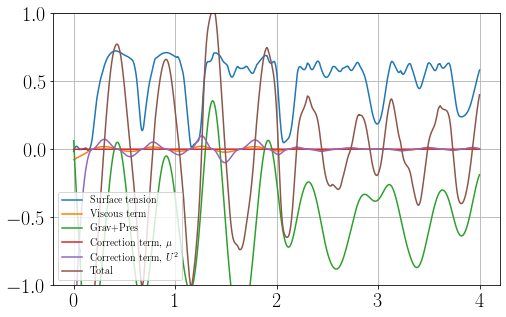 1.0
0.5
0.0
−0.5
−1.0
Surface tension
Viscous term
Grav+Pres
Correction term, μ
Correction term, U²
Total
0 1 2 3 4